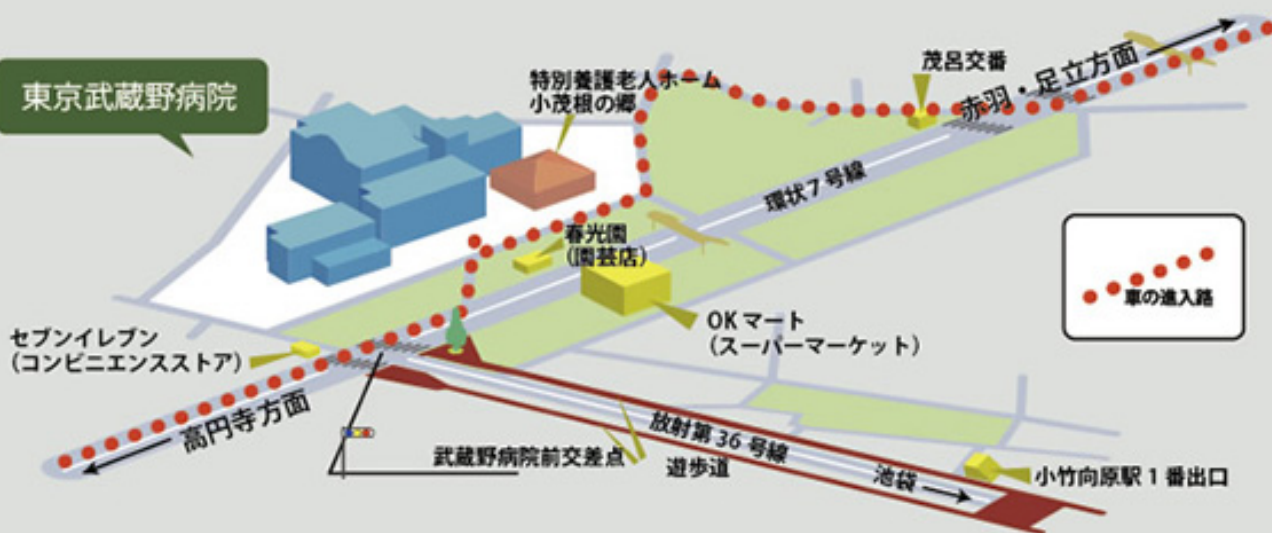 東京武蔵野病院
特別養護老人ホーム
小茂根の郷
茂呂交番
赤羽・足立方面
環状7号線
春光園
(園芸店)
車の進入路
OKマート
(スーパーマーケット)
セブンイレブン
(コンビニエンスストア)
高円寺方面
放射第36号線
武蔵野病院前交差点
遊歩道
池袋
小竹向原駅1番出口